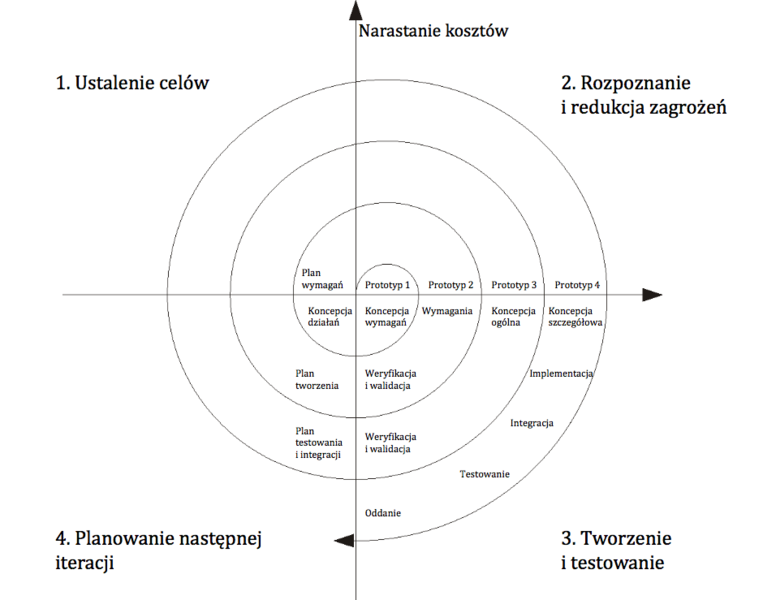 Narastanie kosztów
1. Ustalenie celów
2. Rozpoznanie
i redukcja zagrożeń
Plan
wymagań
Prototyp 1
Prototyp 2
Prototyp 3
Prototyp 4
Koncepcja
działań
Koncepcja
wymagań
Wymagania
Koncepcja
ogólna
Koncepcja
szczegółowa
Plan
tworzenia
Weryfikacja
i walidacja
Implementacja
Plan
testowania
i integracji
Weryfikacja
i walidacja
Integracja
Testowanie
Oddanie
4. Planowanie następnej
iteracji
3. Tworzenie
i testowanie